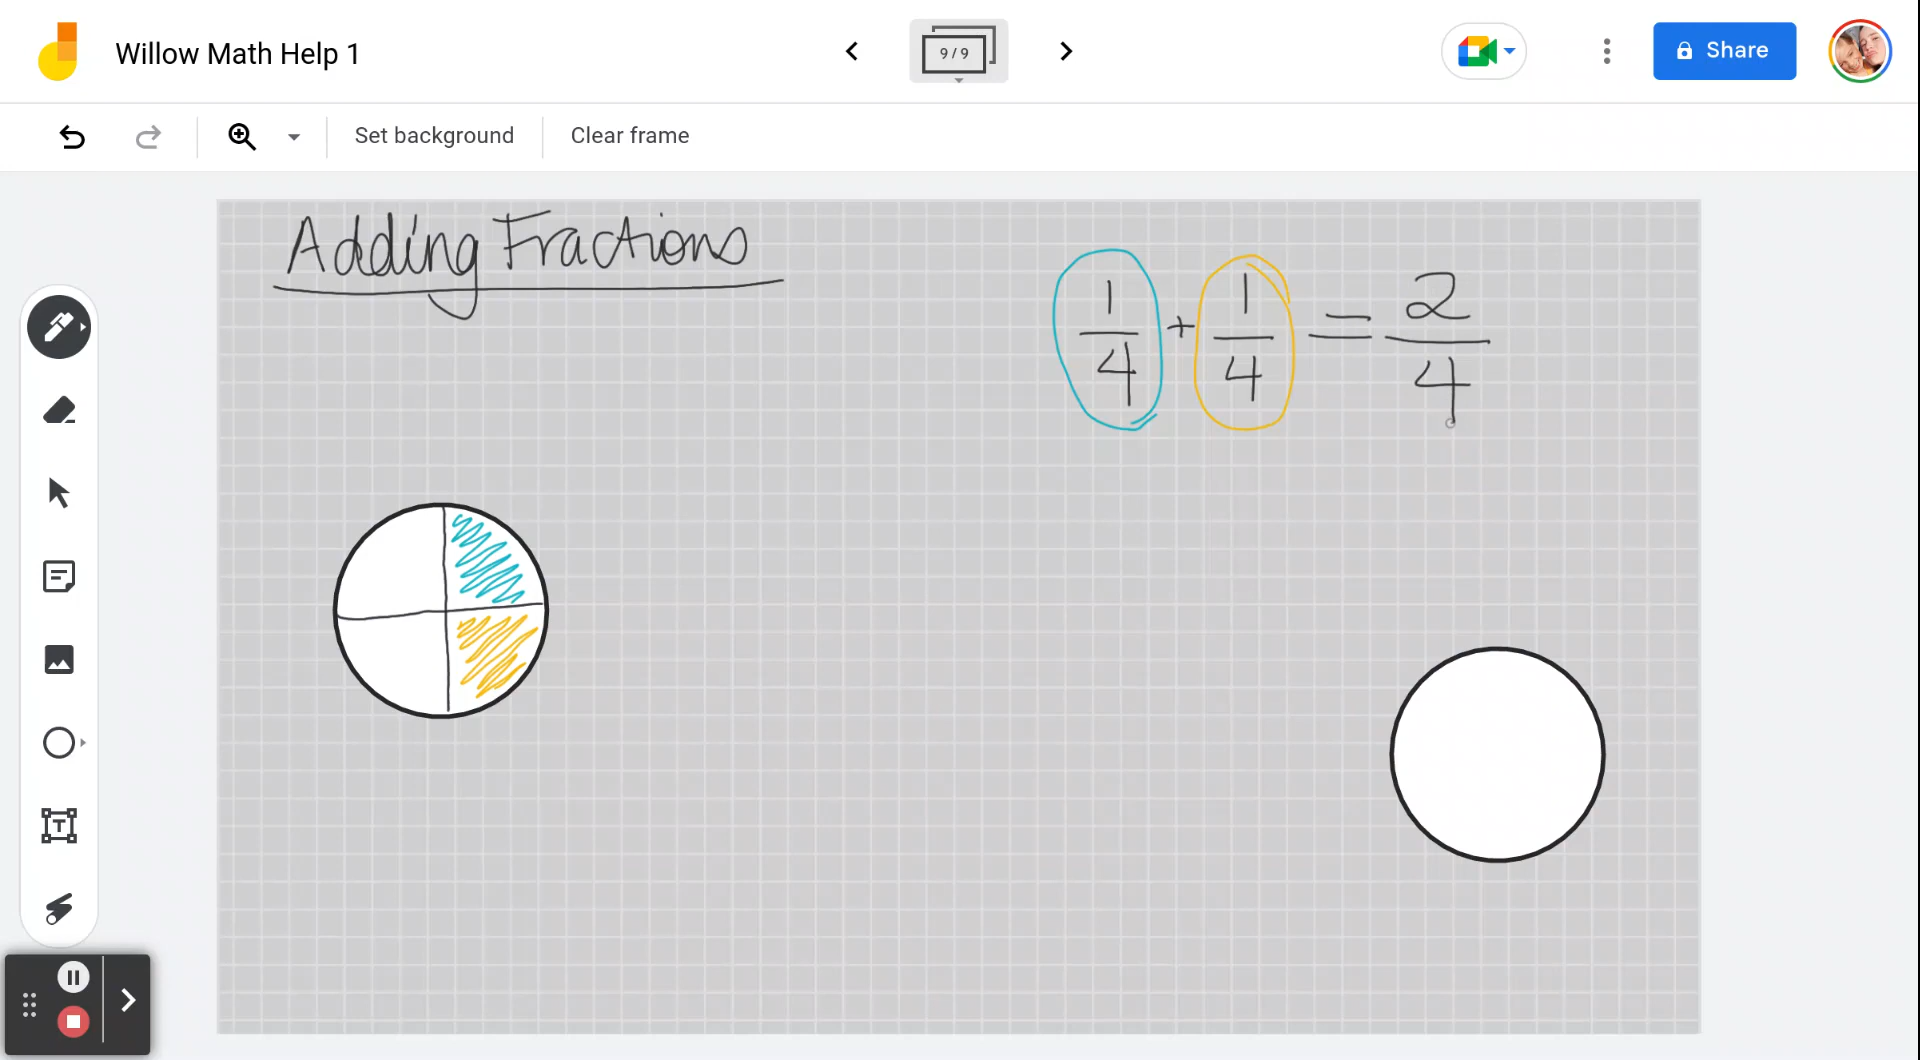 Willow Math Help 1
9 / 9
Share
Set background
Clear frame
Adding Fractions
1/4 + 1/4 = 2/4
T